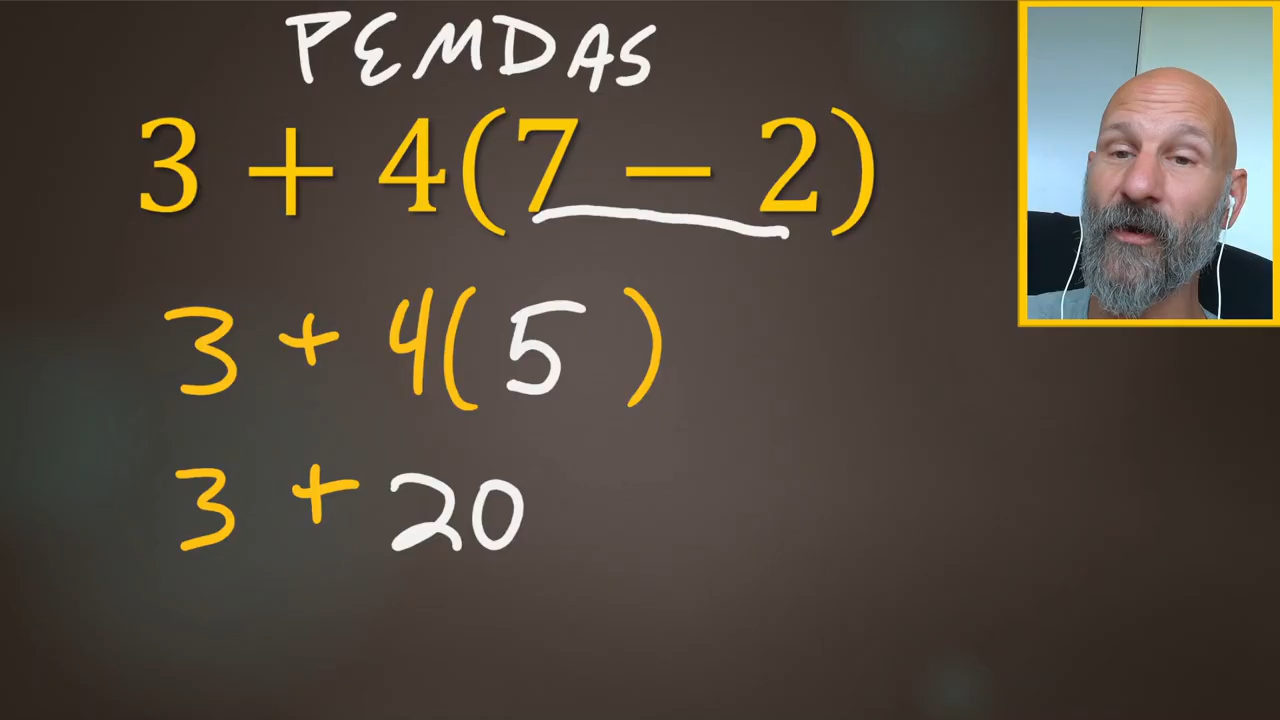 PEMDAS
3 + 4(7 − 2)
3 + 4( 5 )
3 + 20